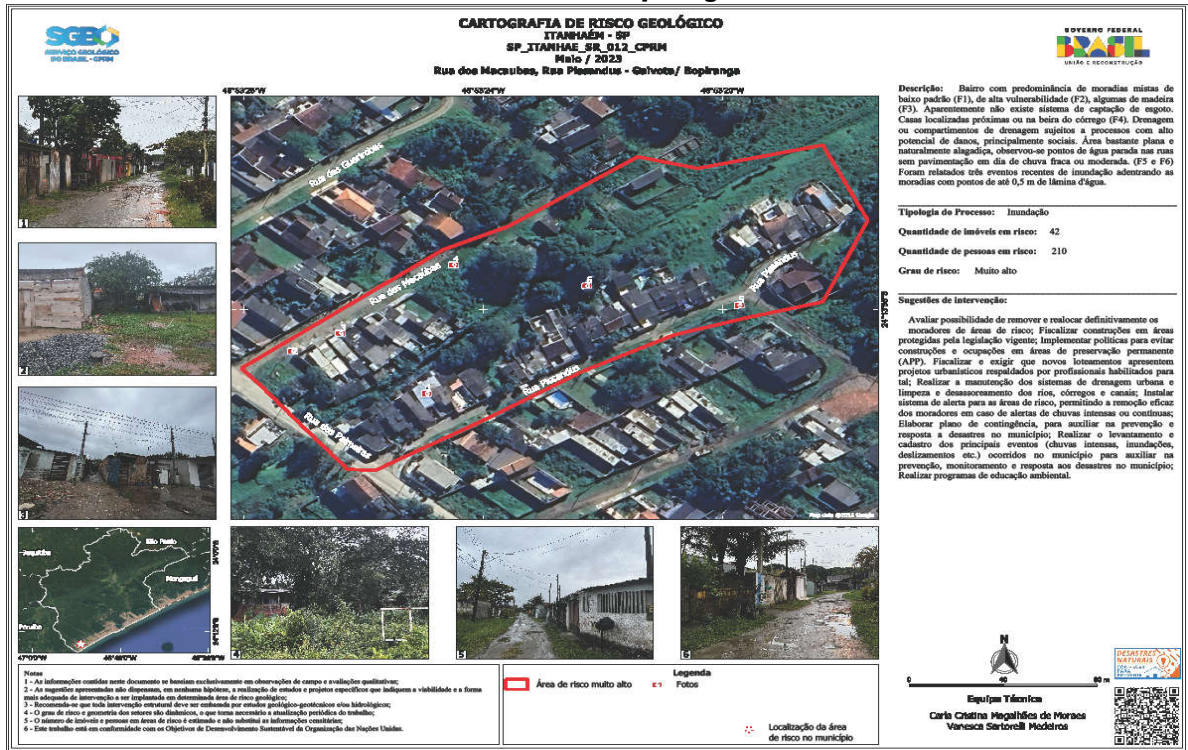 CARTOGRAFIA DE RISCO GEOLÓGICO
ITANHAÉM - SP
SP_ITANHAE_SR_012_CPRM
Maio / 2023
Rua dos Macaubas, Rua Pissandus - Gaivota/ Bopiranga
SERVIÇO GEOLÓGICO
DO BRASIL - CPRM
GOVERNO FEDERAL
BRASIL
UNIÃO E RECONSTRUÇÃO
Rua das Guarirobas
Rua das Macaúbas
Rua Pissandus
Rua Pissandus
Rua das Palmeiras
1
2
3
Descrição: Bairro com predominância de moradias mistas de
baixo padrão (F1), de alta vulnerabilidade (F2), algumas de madeira
(F3). Aparentemente não existe sistema de captação de esgoto.
Casas localizadas próximas ou na beira do córrego (F4). Drenagem
ou compartimentos de drenagem sujeitos a processos com alto
potencial de danos, principalmente sociais. Área bastante plana e
naturalmente alagadiça, observou-se pontos de água parada nas ruas
sem pavimentação em dia de chuva fraca ou moderada. (F5 e F6)
Foram relatados três eventos recentes de inundação adentrando as
moradias com pontos de até 0,5 m de lâmina d'água.
Tipologia do Processo: Inundação
Quantidade de imóveis em risco: 42
Quantidade de pessoas em risco: 210
Grau de risco: Muito alto
Sugestões de intervenção:
Avaliar possibilidade de remover e realocar definitivamente os
moradores de áreas de risco; Fiscalizar construções em áreas
protegidas pela legislação vigente; Implementar políticas para evitar
construções e ocupações em áreas de preservação permanente
(APP). Fiscalizar e exigir que novos loteamentos apresentem
projetos urbanísticos respaldados por profissionais habilitados para
tal; Realizar a manutenção dos sistemas de drenagem urbana e
limpeza e desassoreamento dos rios, córregos e canais; Instalar
sistema de alerta para as áreas de risco, permitindo a remoção eficaz
dos moradores em caso de alertas de chuvas intensas ou contínuas;
Elaborar plano de contingência, para auxiliar na prevenção e
resposta a desastres no município; Realizar o levantamento e
cadastro dos principais eventos (chuvas intensas, inundações,
deslizamentos etc.) ocorridos no município para auxiliar na
prevenção, monitoramento e resposta aos desastres no município;
Realizar programas de educação ambiental.
São Paulo
Mongaguá
Peruíbe
4
5
6
Notas
1 - As informações contidas neste documento se baseiam exclusivamente em observações de campo e avaliações qualitativas;
2 - As sugestões apresentadas não dispensam, em nenhuma hipótese, a realização de estudos e projetos específicos que indiquem a viabilidade e a forma
mais adequada de intervenção a ser implantada em determinada área de risco geológico;
3 - Recomenda-se que toda intervenção estrutural deve ser embasada por estudos geológico-geotécnicos e/ou hidrológicos;
4 - O grau de risco e geometria dos setores são dinâmicos, o que torna necessário a atualização periódica do trabalho;
5 - O número de imóveis e pessoas em áreas de risco é estimado e não substitui as informações censitárias;
6 - Este trabalho está em conformidade com os Objetivos de Desenvolvimento Sustentável da Organização das Nações Unidas.
Legenda
Área de risco muito alto
Fotos
Localização da área
de risco no município
N
0
80 m
Equipe Técnica
Carla Cristina Magalhães de Moraes
Vanesca Sartorelli Medeiros
DESASTRES
NATURAIS